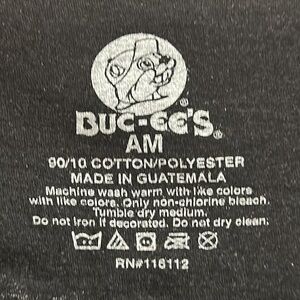 BUC-EE'S®
AM
90/10 COTTON/POLYESTER
MADE IN GUATEMALA
Machine wash warm with like colors
with like colors. Only non-chlorine bleach.
Tumble dry medium.
Do not iron if decorated. Do not dry clean.
RN#116112